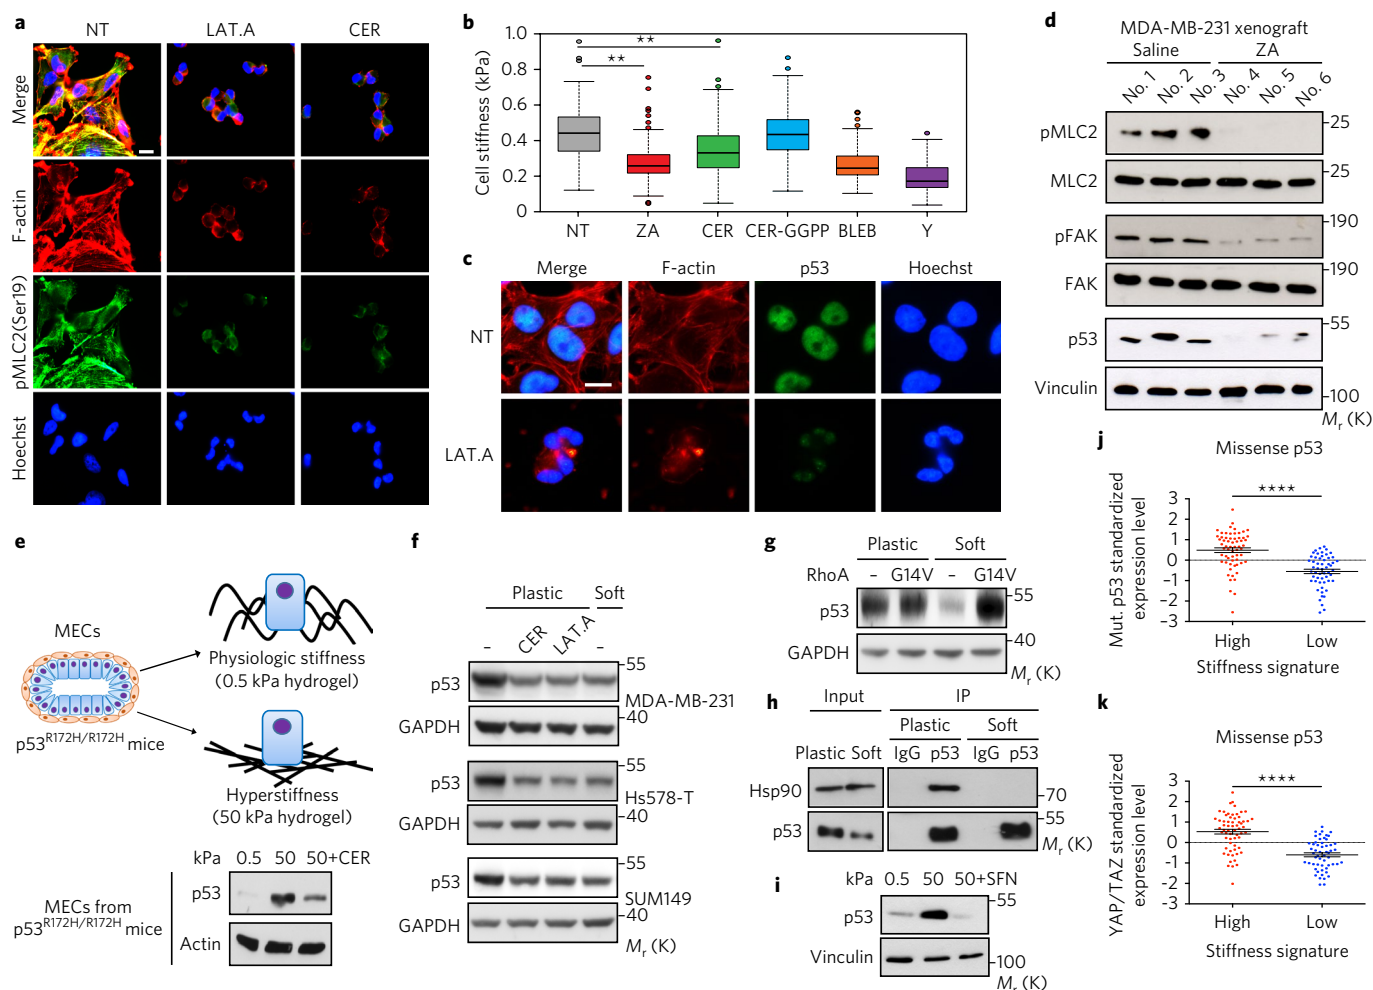 a
NT LAT.A CER
Merge
F-actin
pMLC2(Ser19)
Hoechst
b
Cell stiffness (kPa)
1.0
0.8
0.6
0.4
0.2
0
** 
**
NT ZA CER CER-GGPP BLEB Y
c
Merge F-actin p53 Hoechst
NT
LAT.A
d
MDA-MB-231 xenograft
Saline ZA
No. 1 No. 2 No. 3 No. 4 No. 5 No. 6
pMLC2 25
MLC2 25
pFAK 190
FAK 190
p53 55
Vinculin 100
Mr (K)
e
MECs
p53R172H/R172H mice
Physiologic stiffness
(0.5 kPa hydrogel)
Hyperstiffness
(50 kPa hydrogel)
kPa 0.5 50 50+CER
MECs from
p53R172H/R172H mice
p53
Actin
f
Plastic Soft
– CER LAT.A –
p53 55
MDA-MB-231
GAPDH 40
p53 55
Hs578-T
GAPDH 40
p53 55
SUM149
GAPDH 40
Mr (K)
g
Plastic Soft
RhoA – G14V – G14V
p53 55
GAPDH 40
Mr (K)
h
Input IP
Plastic Soft
Plastic Soft IgG p53 IgG p53
Hsp90 70
p53 55
Mr (K)
i
kPa 0.5 50 50+SFN
p53 55
Vinculin 100
Mr (K)
j
Missense p53
Mut. p53 standardized
expression level
3
2
1
0
-1
-2
-3
****
High Low
Stiffness signature
k
Missense p53
YAP/TAZ standardized
expression level
3
2
1
0
-1
-2
-3
****
High Low
Stiffness signature